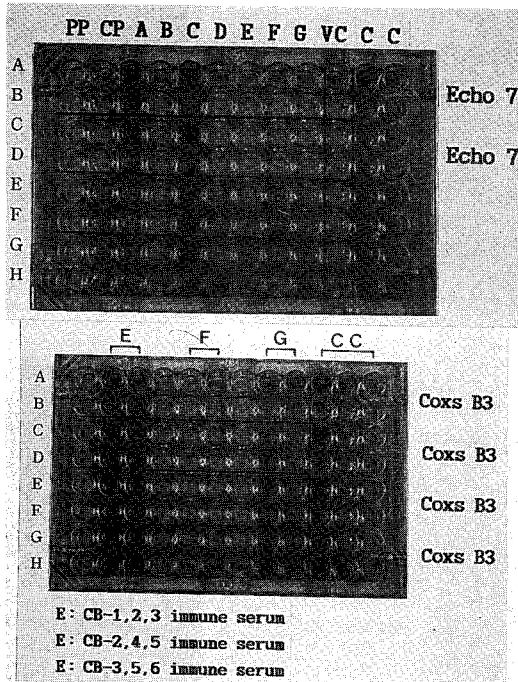 PP CP A B C D E F G VC C C
A
B Echo 7
C
D Echo 7
E
F
G
H
E F G C C
A
B Coxs B3
C
D Coxs B3
E
F Coxs B3
G
H Coxs B3
E: CB-1,2,3 immune serum
E: CB-2,4,5 immune serum
E: CB-3,5,6 immune serum